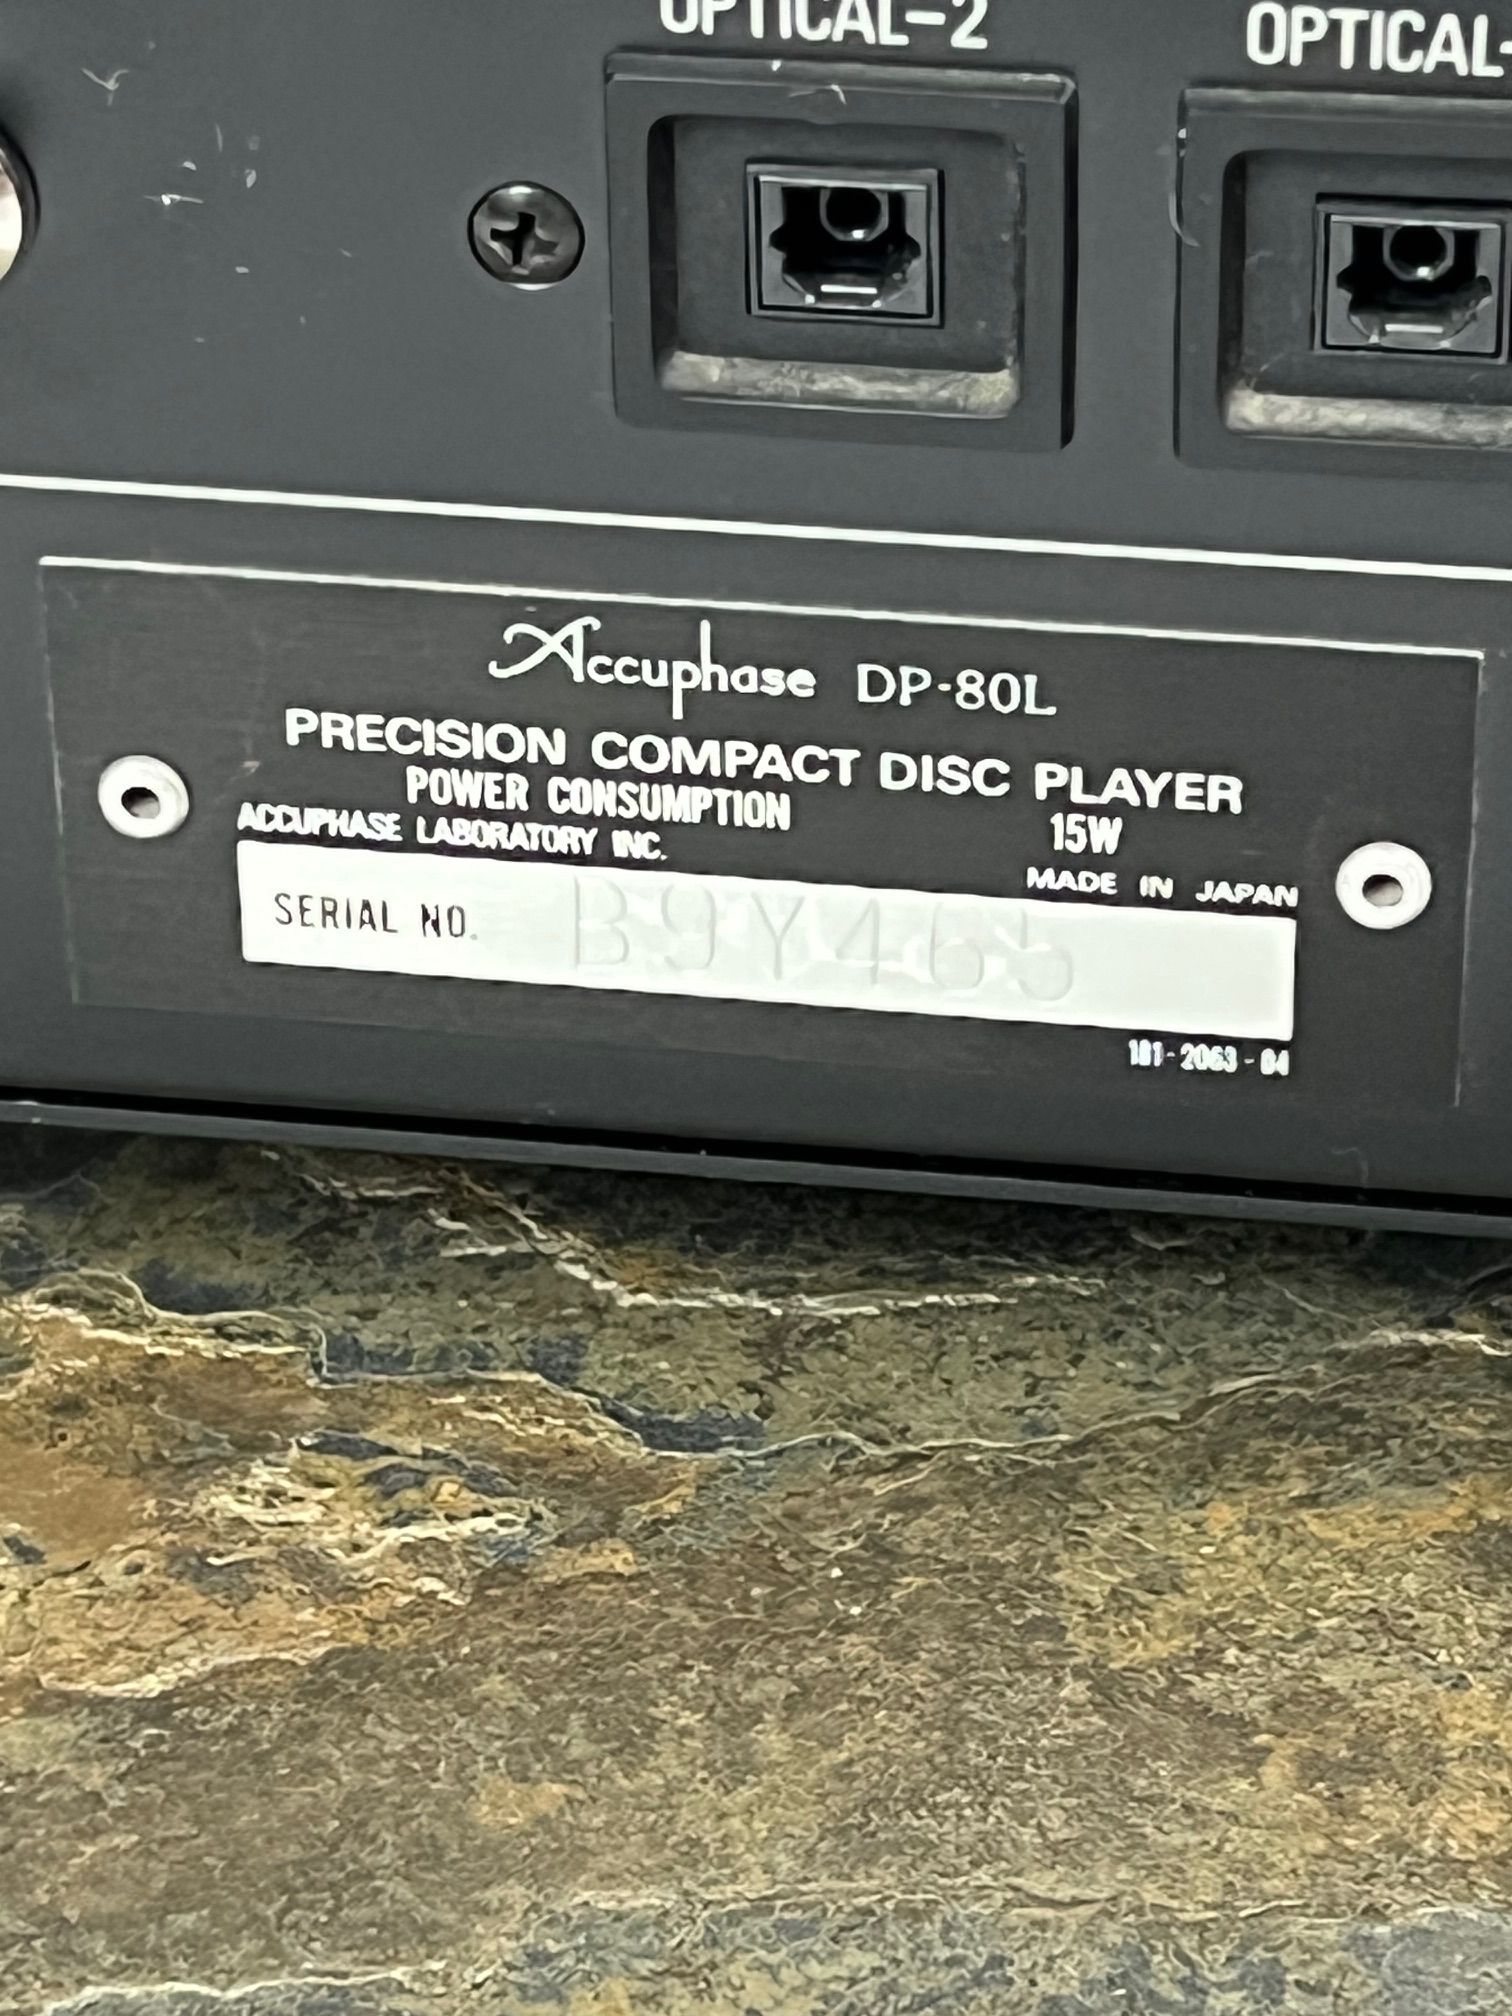 OPTICAL-2
OPTICAL-
Accuphase DP-80L
PRECISION COMPACT DISC PLAYER
POWER CONSUMPTION 15W
ACCUPHASE LABORATORY INC. MADE IN JAPAN
SERIAL NO. B9Y465
101-2063-04